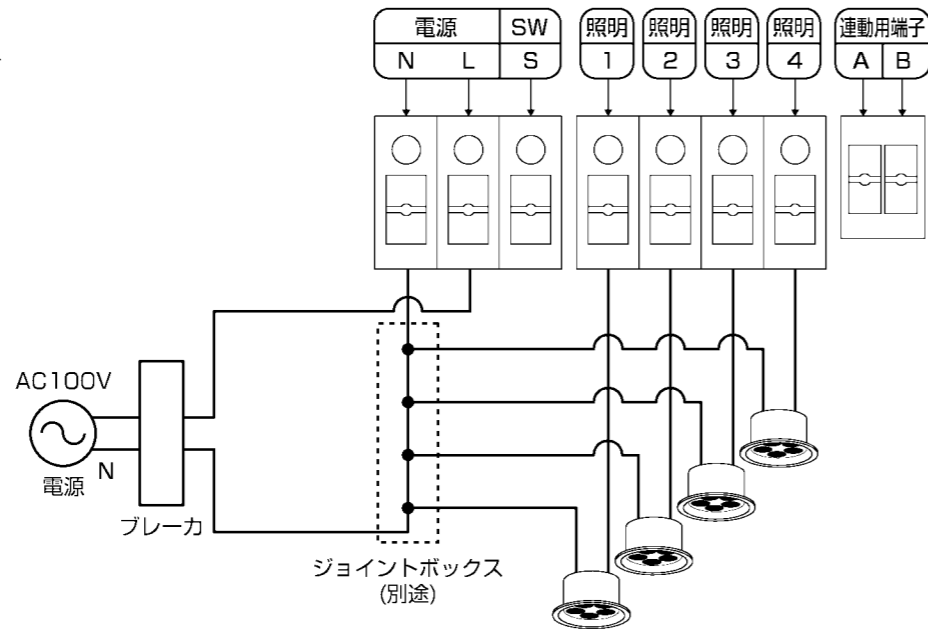 電源 SW 照明 照明 照明 照明 連動用端子
N L S 1 2 3 4 A B
AC100V
N
電源
ブレーカ
ジョイントボックス
(別途)